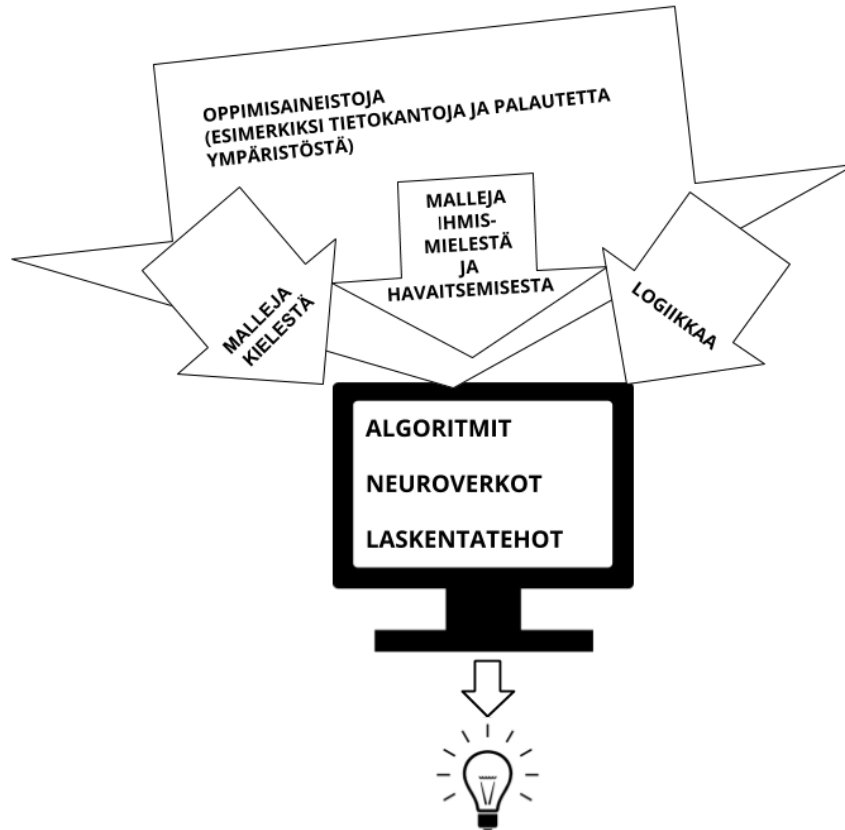 OPPIMISAINEISTOJA
(ESIMERKIKSI TIETOKANTOJA JA PALAUTETTA
YMPÄRISTÖSTÄ)
MALLEJA
IHMIS-
MIELESTÄ
JA
HAVAITSEMISESTA
MALLEJA
KIELESTÄ
LOGIIKKAA
ALGORITMIT
NEUROVERKOT
LASKENTATEHOT